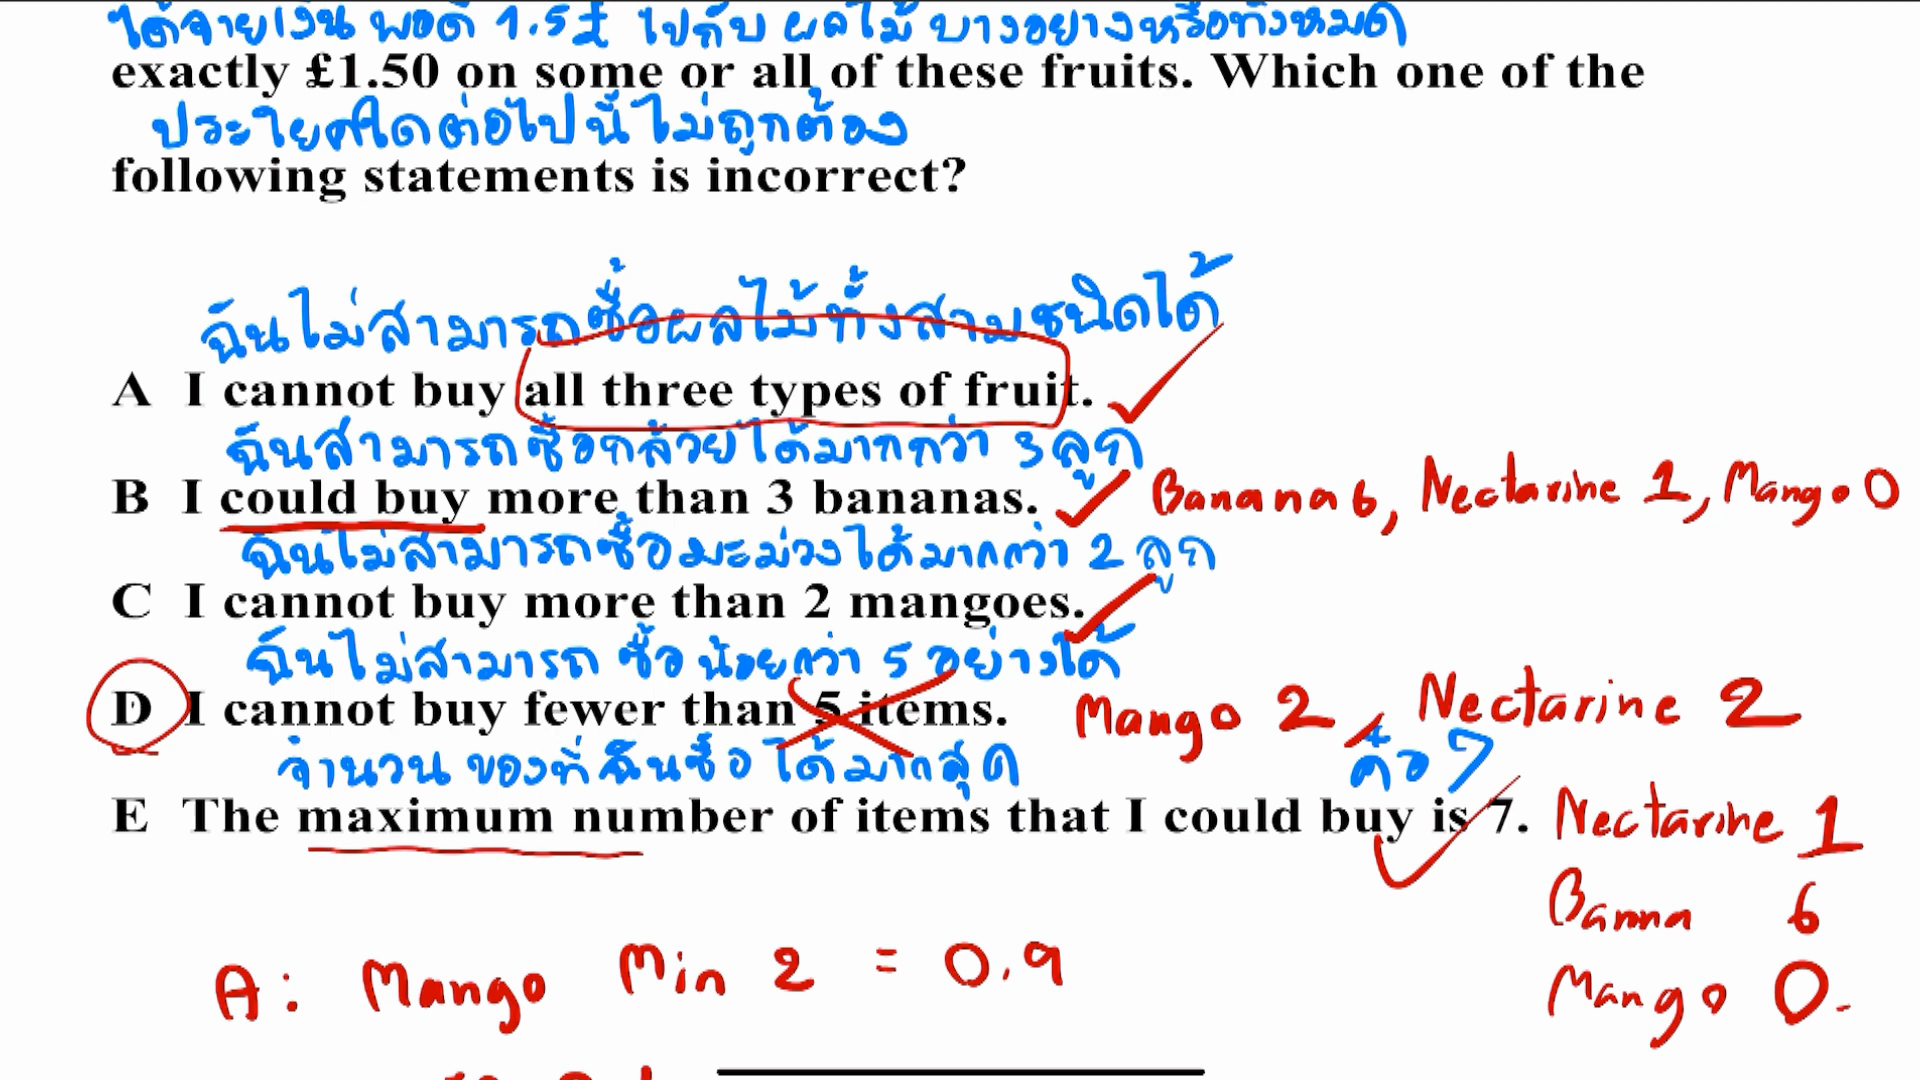 ได้จ่ายเงิน พอดี 1.5£ ไปกับ ผลไม้ บางอย่างหรือทั้งหมด
exactly £1.50 on some or all of these fruits. Which one of the
ประโยคใดต่อไปนี้ไม่ถูกต้อง
following statements is incorrect?
ฉันไม่สามารถซื้อผลไม้ทั้งสามชนิดได้
A I cannot buy all three types of fruit.
ฉันสามารถซื้อกล้วยได้มากกว่า 3 ลูก
B I could buy more than 3 bananas. Banana 6, Nectarine 1, Mango 0
ฉันไม่สามารถซื้อมะม่วงได้มากกว่า 2 ลูก
C I cannot buy more than 2 mangoes.
ฉันไม่สามารถ ซื้อ น้อยกว่า 5 อย่างได้
D I cannot buy fewer than 5 items. Mango 2, Nectarine 2
จำนวน ของที่ ฉันซื้อ ได้มากสุด คือ 7
E The maximum number of items that I could buy is 7. Nectarine 1
Banna 6
A: Mango Min 2 = 0.9
Mango 0.